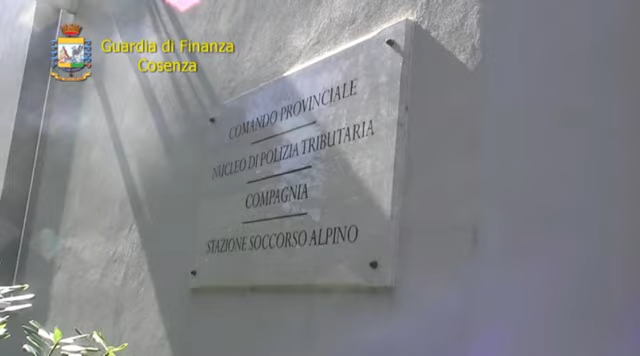 Guardia di Finanza
Cosenza
COMANDO PROVINCIALE
NUCLEO DI POLIZIA TRIBUTARIA
COMPAGNIA
STAZIONE SOCCORSO ALPINO